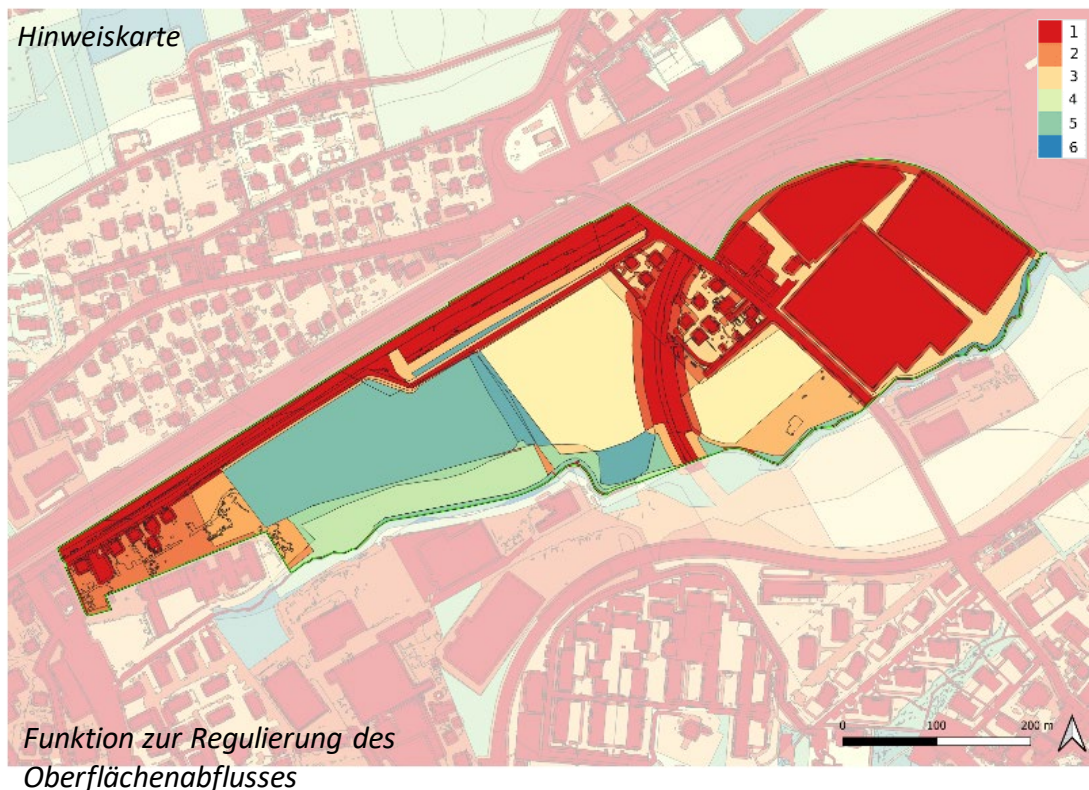 Hinweiskarte
1
2
3
4
5
6
0 100 200 m
Funktion zur Regulierung des
Oberflächenabflusses